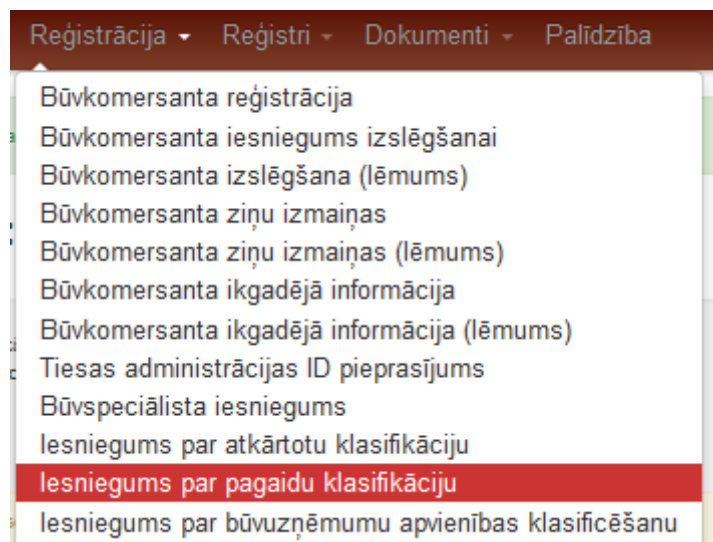 Reģistrācija Reģistri Dokumenti Palīdzība
Būvkomersanta reģistrācija
Būvkomersanta iesniegums izslēgšanai
Būvkomersanta izslēgšana (lēmums)
Būvkomersanta ziņu izmaiņas
Būvkomersanta ziņu izmaiņas (lēmums)
Būvkomersanta ikgadējā informācija
Būvkomersanta ikgadējā informācija (lēmums)
Tiesas administrācijas ID pieprasījums
Būvspeciālista iesniegums
Iesniegums par atkārtotu klasifikāciju
Iesniegums par pagaidu klasifikāciju
Iesniegums par būvuzņēmumu apvienības klasificēšanu